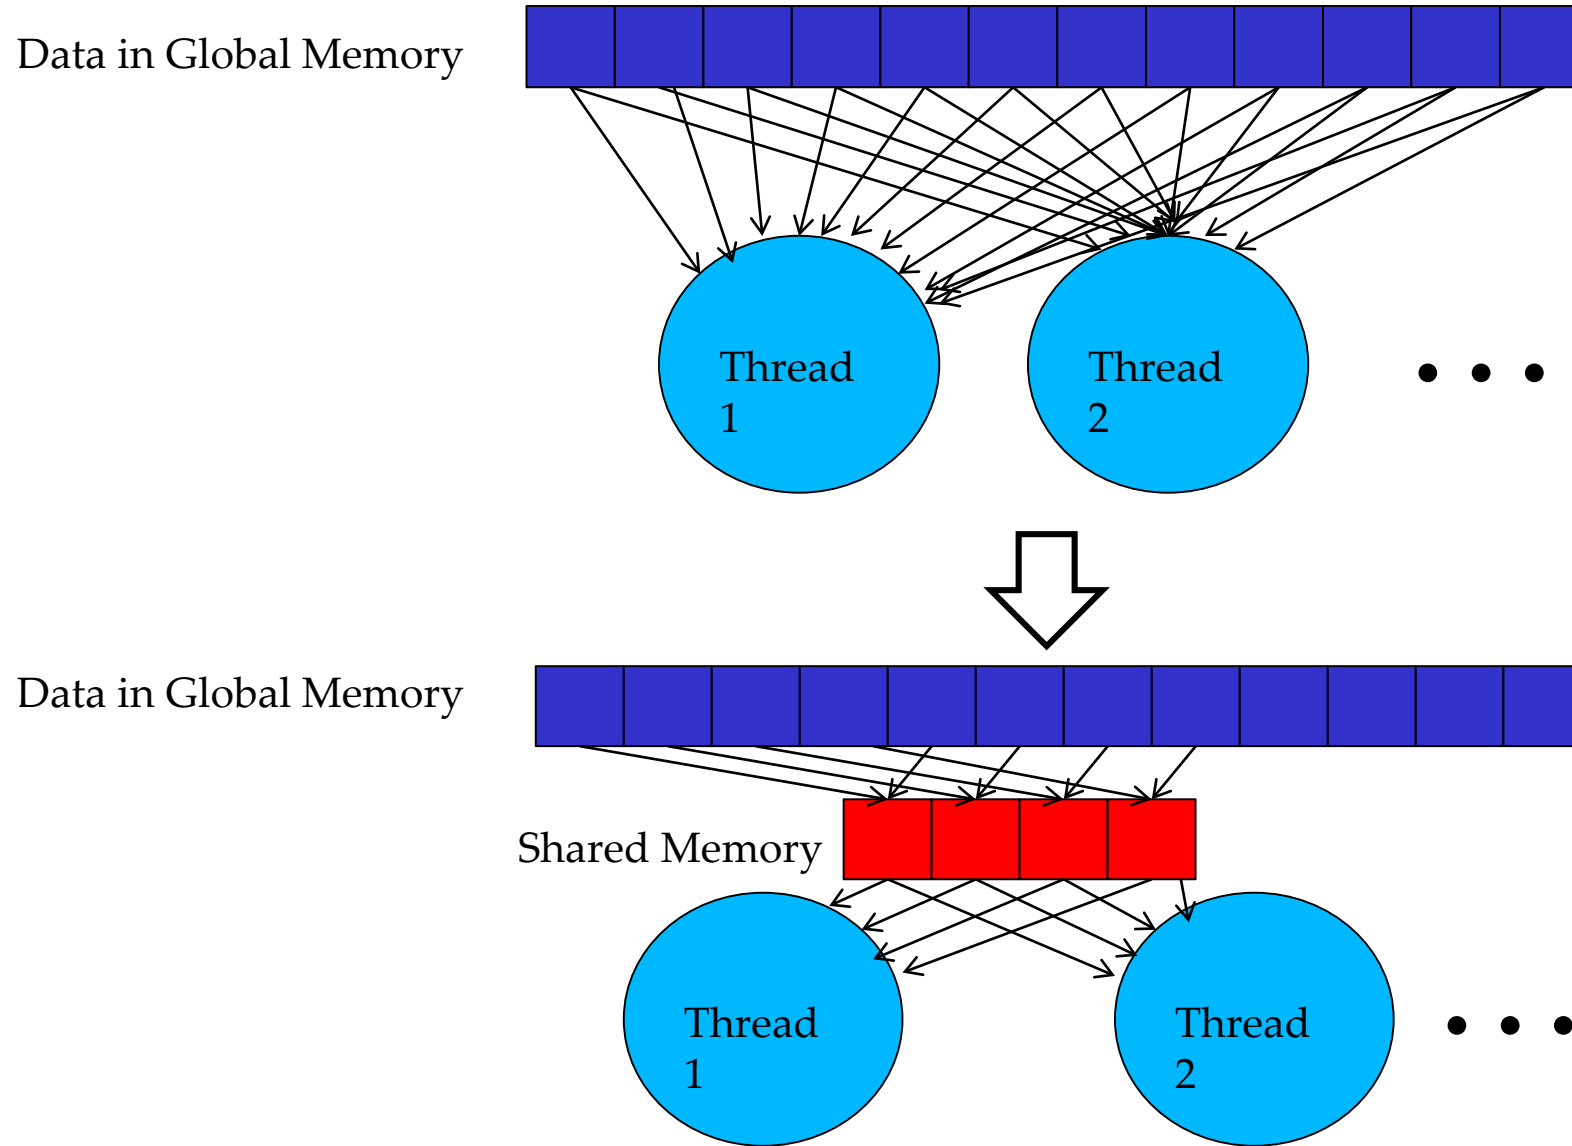 Data in Global Memory
Thread
1
Thread
2
• • •
Data in Global Memory
Shared Memory
Thread
1
Thread
2
• • •